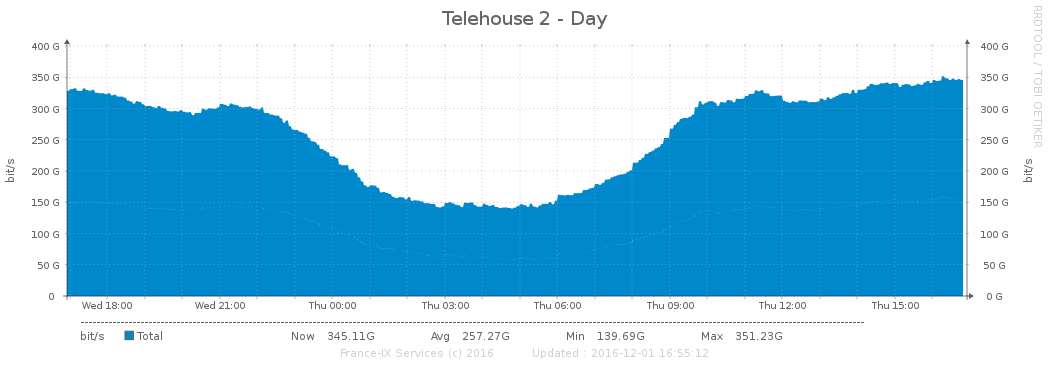 Telehouse 2 - Day
RRDTOOL / TOBI OETIKER
400 G 400 G
350 G 350 G
300 G 300 G
250 G 250 G
200 G 200 G
150 G 150 G
100 G 100 G
50 G 50 G
0 0 G
bit/s bit/s
Wed 18:00 Wed 21:00 Thu 00:00 Thu 03:00 Thu 06:00 Thu 09:00 Thu 12:00 Thu 15:00
bit/s Total Now 345.11G Avg 257.27G Min 139.69G Max 351.23G
France-IX Services (c) 2016 Updated : 2016-12-01 16:55:12